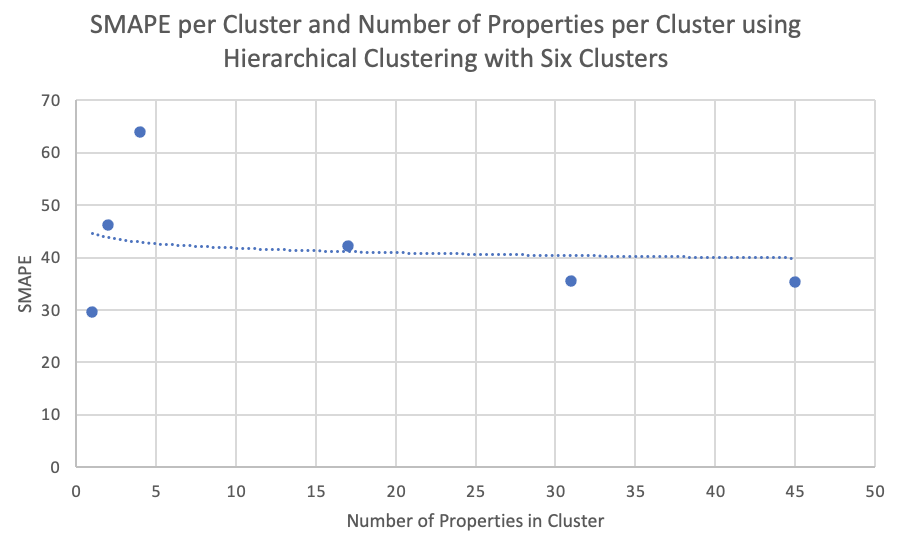 SMAPE per Cluster and Number of Properties per Cluster using
Hierarchical Clustering with Six Clusters
70
60
50
40
30
20
10
0
SMAPE
0 5 10 15 20 25 30 35 40 45 50
Number of Properties in Cluster